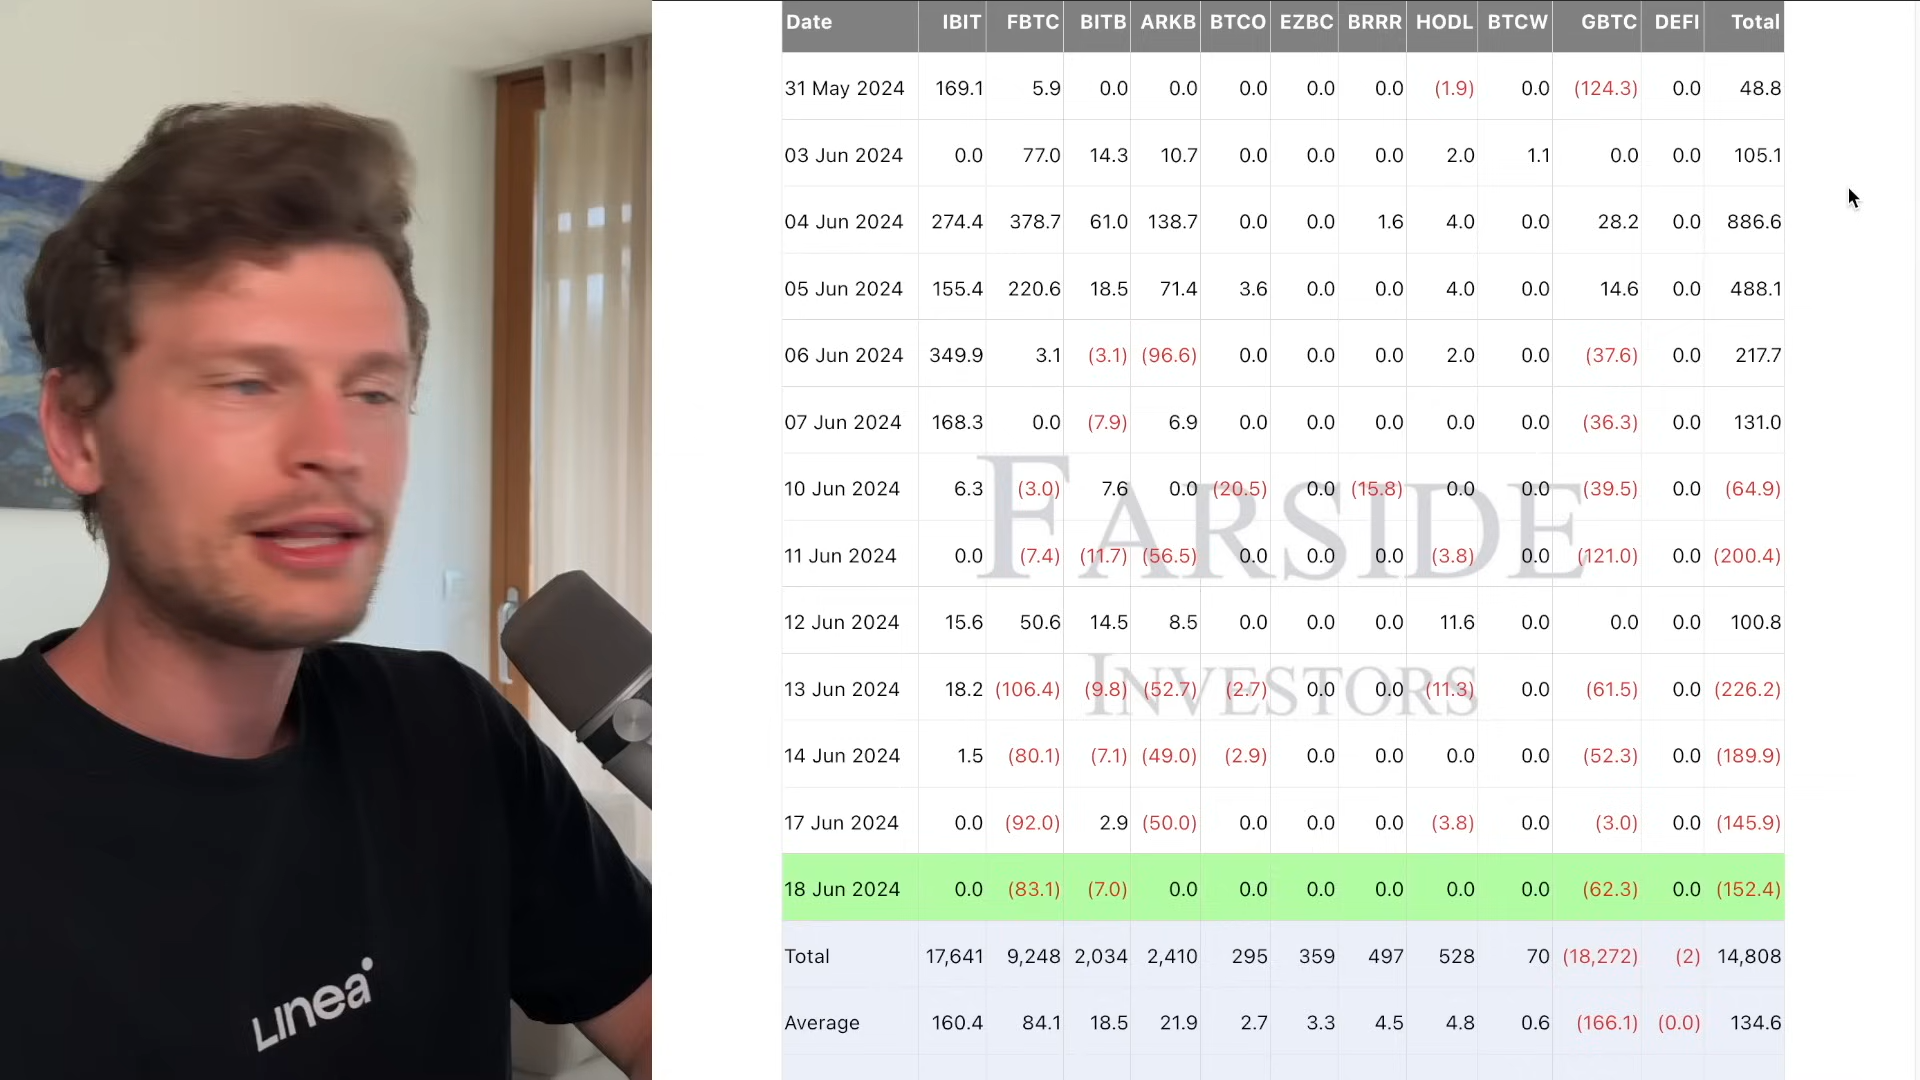 Date IBIT FBTC BITB ARKB BTCO EZBC BRRR HODL BTCW GBTC DEFI Total
31 May 2024 169.1 5.9 0.0 0.0 0.0 0.0 0.0 (1.9) 0.0 (124.3) 0.0 48.8
03 Jun 2024 0.0 77.0 14.3 10.7 0.0 0.0 0.0 2.0 1.1 0.0 0.0 105.1
04 Jun 2024 274.4 378.7 61.0 138.7 0.0 0.0 1.6 4.0 0.0 28.2 0.0 886.6
05 Jun 2024 155.4 220.6 18.5 71.4 3.6 0.0 0.0 4.0 0.0 14.6 0.0 488.1
06 Jun 2024 349.9 3.1 (3.1) (96.6) 0.0 0.0 0.0 2.0 0.0 (37.6) 0.0 217.7
07 Jun 2024 168.3 0.0 (7.9) 6.9 0.0 0.0 0.0 0.0 0.0 (36.3) 0.0 131.0
10 Jun 2024 6.3 (3.0) 7.6 0.0 (20.5) 0.0 (15.8) 0.0 0.0 (39.5) 0.0 (64.9)
FARSIDE
11 Jun 2024 0.0 (7.4) (11.7) (56.5) 0.0 0.0 0.0 (3.8) 0.0 (121.0) 0.0 (200.4)
12 Jun 2024 15.6 50.6 14.5 8.5 0.0 0.0 0.0 11.6 0.0 0.0 0.0 100.8
13 Jun 2024 18.2 (106.4) (9.8) (52.7) (2.7) 0.0 0.0 (11.3) 0.0 (61.5) 0.0 (226.2)
INVESTORS
14 Jun 2024 1.5 (80.1) (7.1) (49.0) (2.9) 0.0 0.0 0.0 0.0 (52.3) 0.0 (189.9)
17 Jun 2024 0.0 (92.0) 2.9 (50.0) 0.0 0.0 0.0 (3.8) 0.0 (3.0) 0.0 (145.9)
18 Jun 2024 0.0 (83.1) (7.0) 0.0 0.0 0.0 0.0 0.0 0.0 (62.3) 0.0 (152.4)
Total 17,641 9,248 2,034 2,410 295 359 497 528 70 (18,272) (2) 14,808
Average 160.4 84.1 18.5 21.9 2.7 3.3 4.5 4.8 0.6 (166.1) (0.0) 134.6
Linea